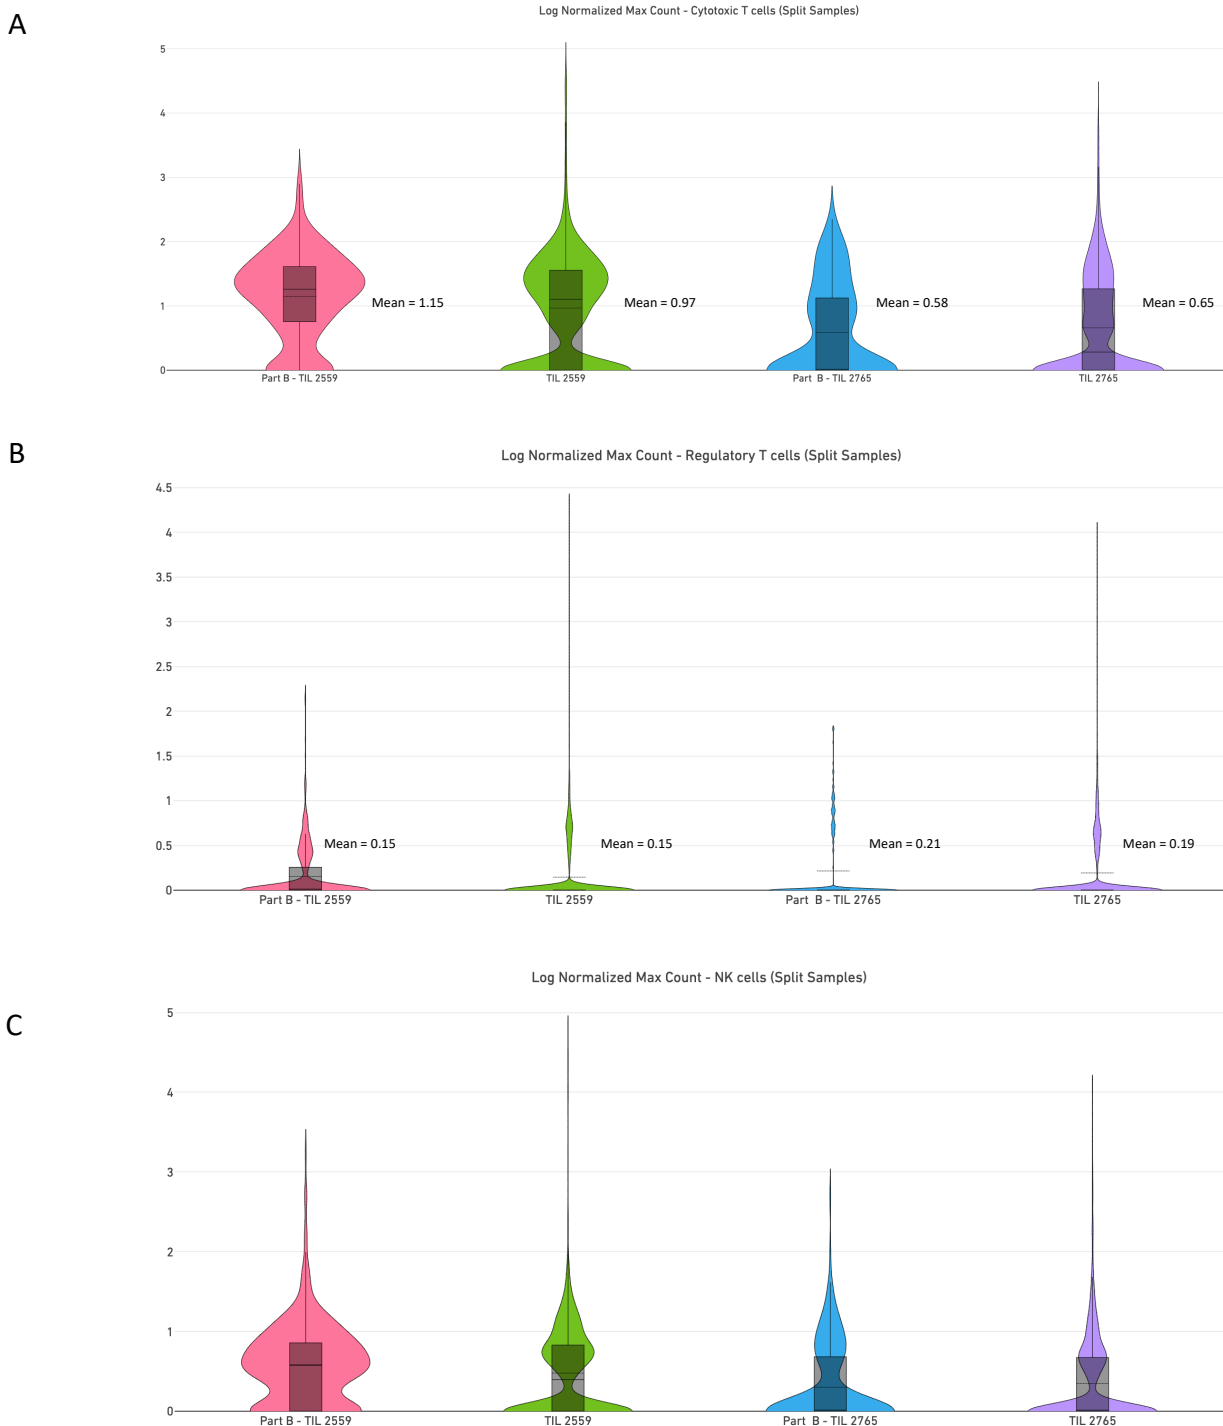 A
Log Normalized Max Count - Cytotoxic T cells (Split Samples)
5
4
3
2
1
0
Mean = 1.15
Mean = 0.97
Mean = 0.58
Mean = 0.65
Part B - TIL 2559
TIL 2559
Part B - TIL 2765
TIL 2765
B
Log Normalized Max Count - Regulatory T cells (Split Samples)
4.5
4
3.5
3
2.5
2
1.5
1
0.5
0
Mean = 0.15
Mean = 0.15
Mean = 0.21
Mean = 0.19
Part B - TIL 2559
TIL 2559
Part B - TIL 2765
TIL 2765
C
Log Normalized Max Count - NK cells (Split Samples)
5
4
3
2
1
0
Part B - TIL 2559
TIL 2559
Part B - TIL 2765
TIL 2765